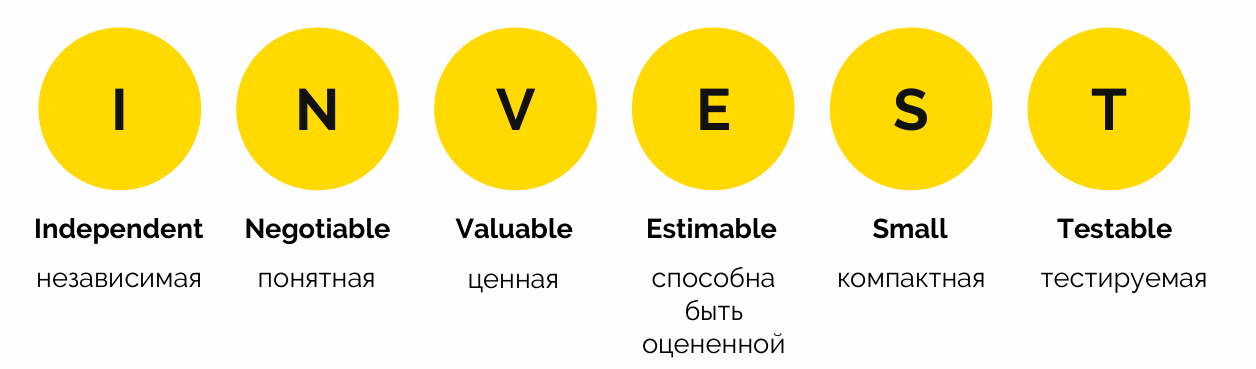 I N V E S T
Independent Negotiable Valuable Estimable Small Testable
независимая понятная ценная способна компактная тестируемая
быть
оцененной